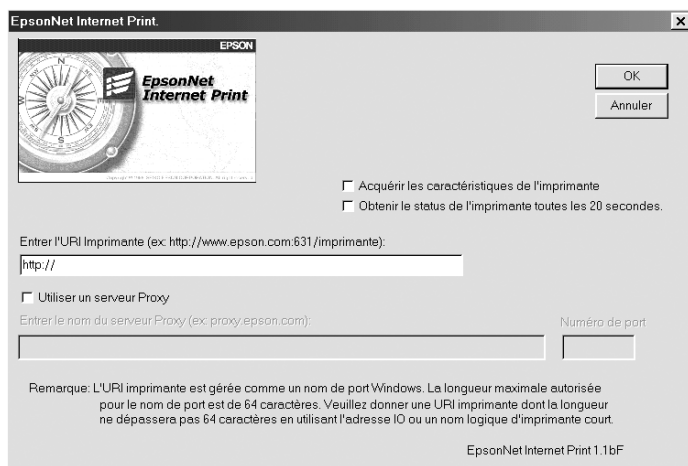 EpsonNet Internet Print.
EPSON
N
W
E
S
EpsonNet
Internet Print
OK
Annuler
Acquérir les caractéristiques de l'imprimante
Obtenir le status de l'imprimante toutes les 20 secondes.
Entrer l'URI Imprimante (ex: http://www.epson.com:631/imprimante):
http://
Utiliser un serveur Proxy
Entrer le nom du serveur Proxy (ex: proxy.epson.com):
Numéro de port
Remarque: L'URI imprimante est gérée comme un nom de port Windows. La longueur maximale autorisée
pour le nom de port est de 64 caractères. Veuillez donner une URI imprimante dont la longueur
ne dépassera pas 64 caractères en utilisant l'adresse IO ou un nom logique d'imprimante court.
EpsonNet Internet Print 1.1bF